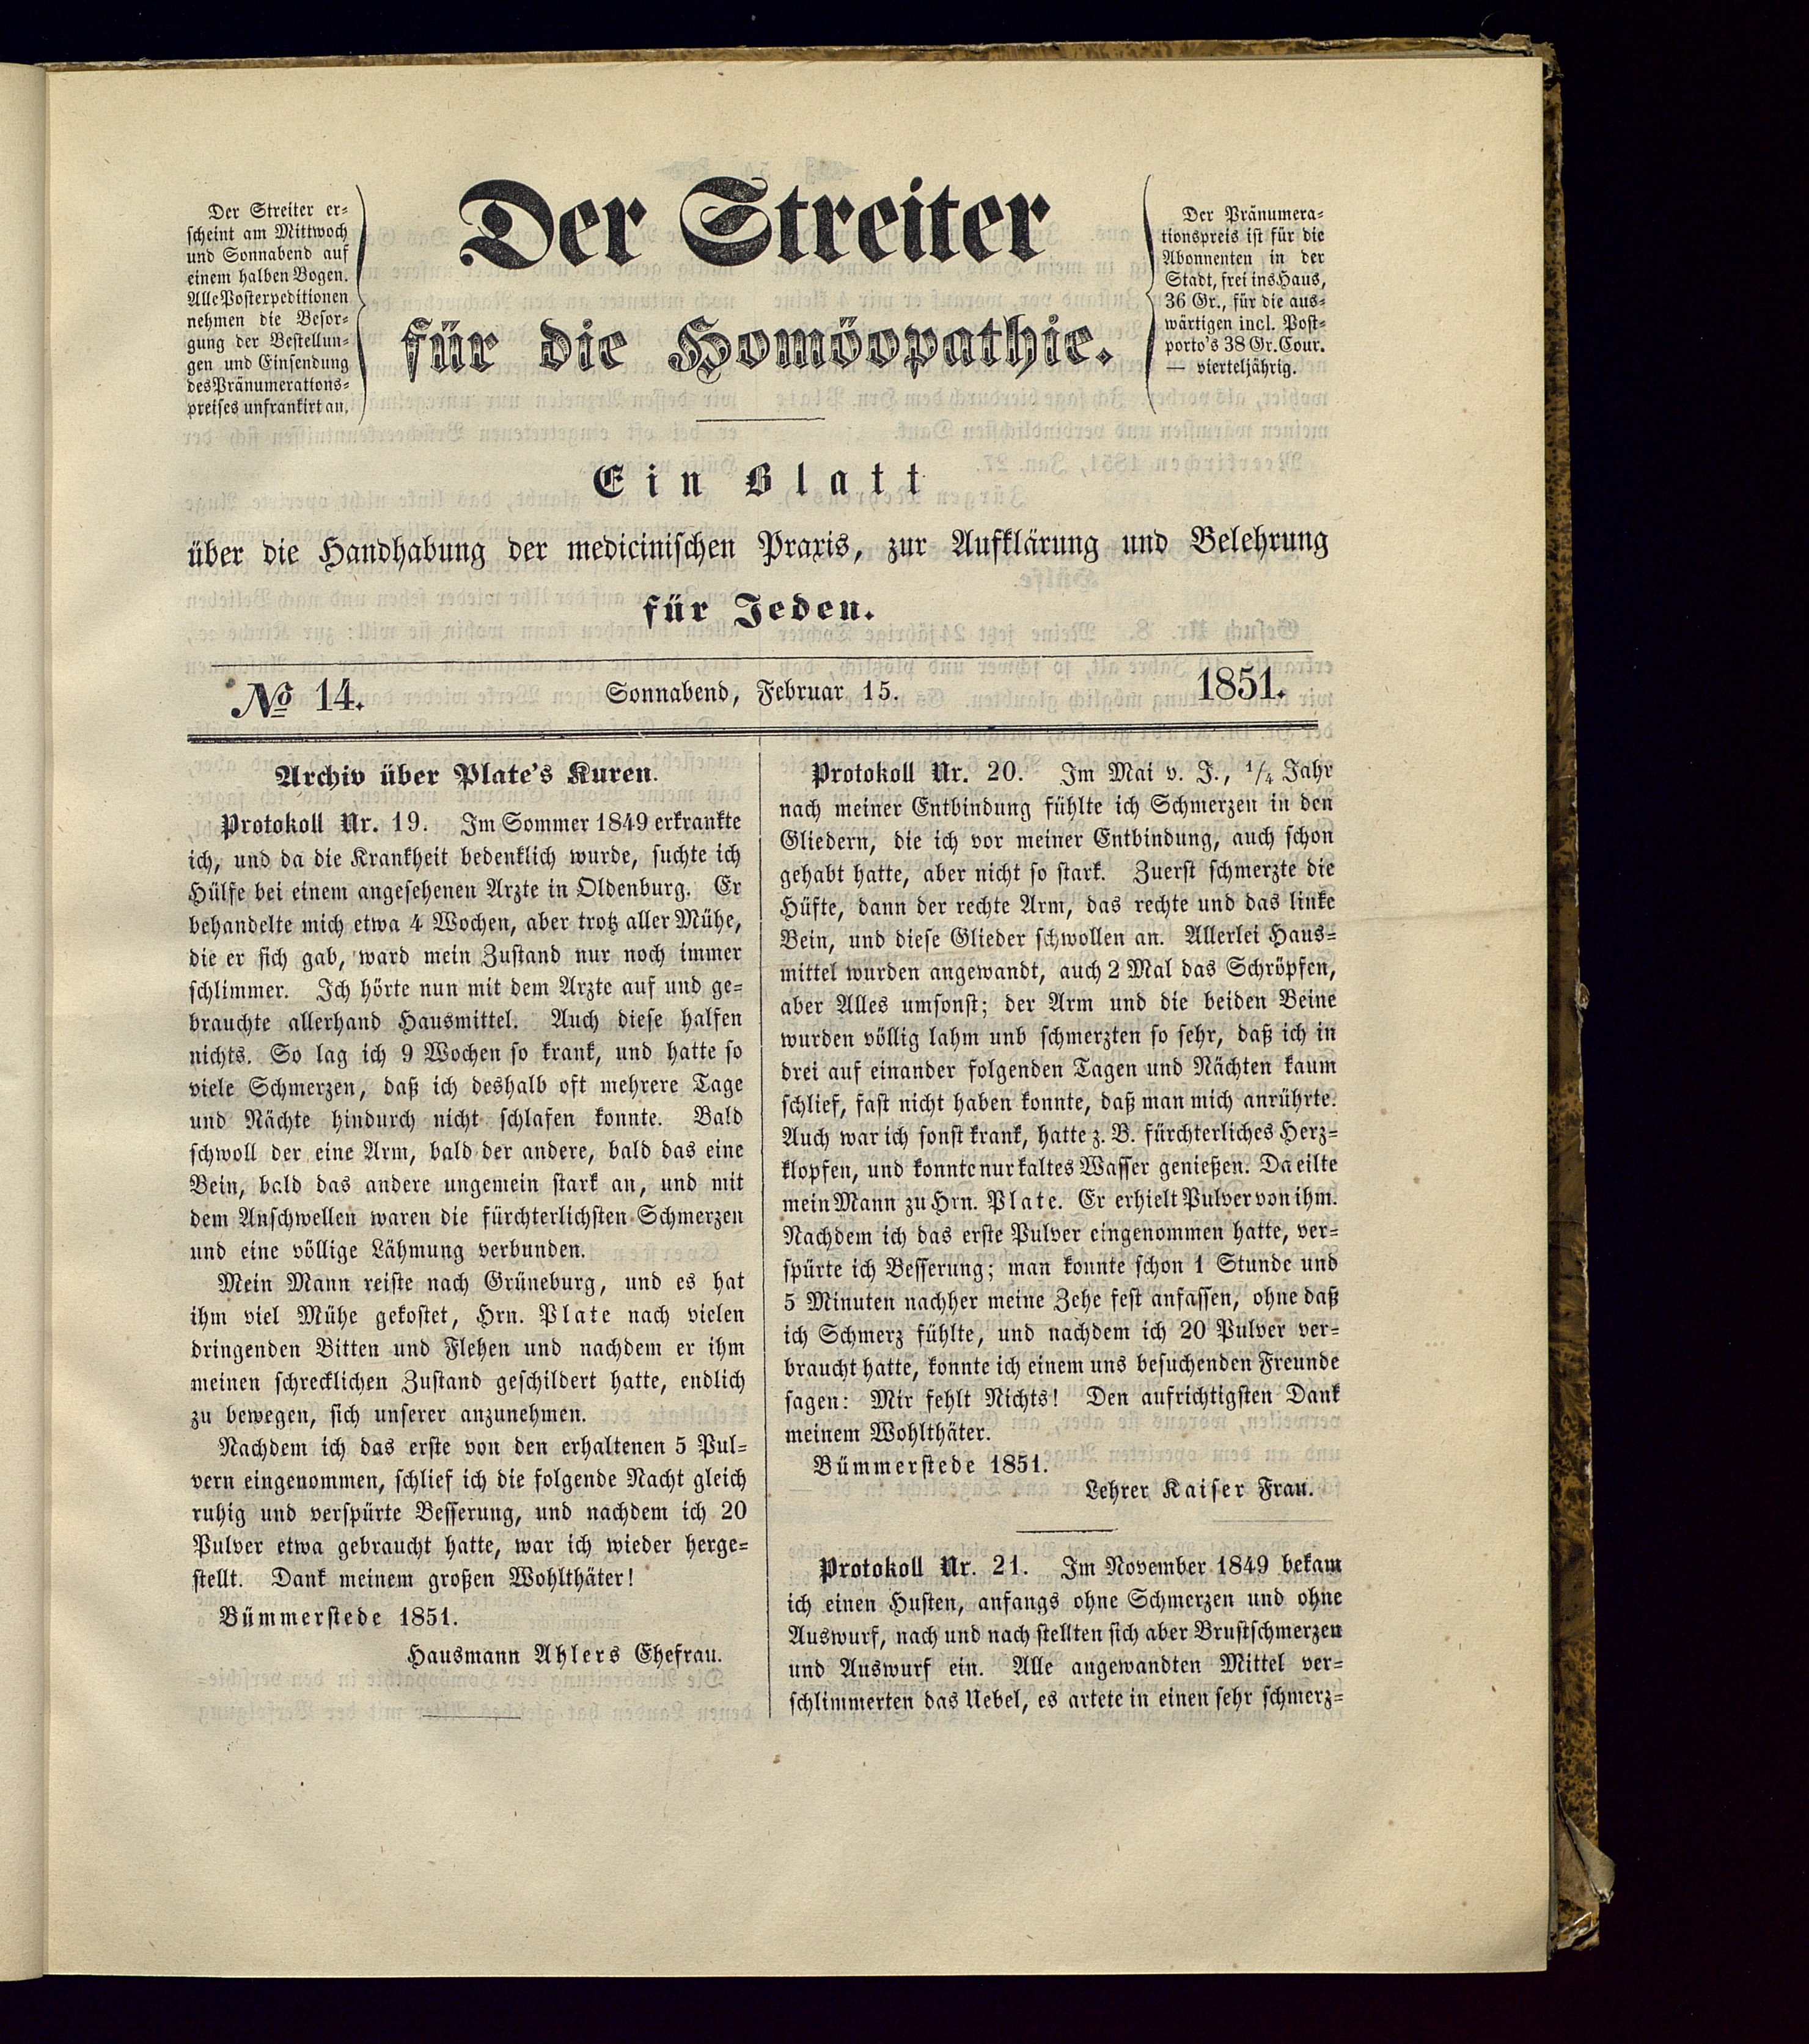 Der Streiter er-
scheint am Mittwoch
und Sonnabend auf
einem halben Bogen.
Alle Postexpeditionen
nehmen die Besor-
gung der Bestellun-
gen und Einsendung
des Pränumerations-
preises unfrankirt an.
Der Streiter
für die Homöopathie.
Der Pränumera-
tionspreis ist für die
Abonnenten in der
Stadt, frei ins Haus,
36 Gr., für die aus-
wärtigen incl. Post-
porto's 38 Gr. Cour.
— vierteljährig.
Ein Blatt
über die Handhabung der medicinischen Praxis, zur Aufklärung und Belehrung
für Jeden.
№ 14. Sonnabend, Februar 15. 1851.
Archiv über Plate's Kuren.
Protokoll Nr. 19. Im Sommer 1849 erkrankte
ich, und da die Krankheit bedenklich wurde, suchte ich
Hülfe bei einem angesehenen Arzte in Oldenburg. Er
behandelte mich etwa 4 Wochen, aber trotz aller Mühe,
die er sich gab, ward mein Zustand nur noch immer
schlimmer. Ich hörte nun mit dem Arzte auf und ge-
brauchte allerhand Hausmittel. Auch diese halfen
nichts. So lag ich 9 Wochen so krank, und hatte so
viele Schmerzen, daß ich deshalb oft mehrere Tage
und Nächte hindurch nicht schlafen konnte. Bald
schwoll der eine Arm, bald der andere, bald das eine
Bein, bald das andere ungemein stark an, und mit
dem Anschwellen waren die fürchterlichsten Schmerzen
und eine völlige Lähmung verbunden.
Mein Mann reiste nach Grüneburg, und es hat
ihm viel Mühe gekostet, Hrn. Plate nach vielen
dringenden Bitten und Flehen und nachdem er ihm
meinen schrecklichen Zustand geschildert hatte, endlich
zu bewegen, sich unserer anzunehmen.
Nachdem ich das erste von den erhaltenen 5 Pul-
vern eingenommen, schlief ich die folgende Nacht gleich
ruhig und verspürte Besserung, und nachdem ich 20
Pulver etwa gebraucht hatte, war ich wieder herge-
stellt. Dank meinem großen Wohlthäter!
Bümmerstede 1851.
Hausmann Ahlers Ehefrau.
Protokoll Nr. 20. Im Mai v. J., 1/4 Jahr
nach meiner Entbindung fühlte ich Schmerzen in den
Gliedern, die ich vor meiner Entbindung, auch schon
gehabt hatte, aber nicht so stark. Zuerst schmerzte die
Hüfte, dann der rechte Arm, das rechte und das linke
Bein, und diese Glieder schwollen an. Allerlei Haus-
mittel wurden angewandt, auch 2 Mal das Schröpfen,
aber Alles umsonst; der Arm und die beiden Beine
wurden völlig lahm unb schmerzten so sehr, daß ich in
drei auf einander folgenden Tagen und Nächten kaum
schlief, fast nicht haben konnte, daß man mich anrührte.
Auch war ich sonst krank, hatte z. B. fürchterliches Herz-
klopfen, und konnte nur kaltes Wasser genießen. Da eilte
mein Mann zu Hrn. Plate. Er erhielt Pulver von ihm.
Nachdem ich das erste Pulver eingenommen hatte, ver-
spürte ich Besserung; man konnte schon 1 Stunde und
5 Minuten nachher meine Zehe fest anfassen, ohne daß
ich Schmerz fühlte, und nachdem ich 20 Pulver ver-
braucht hatte, konnte ich einem uns besuchenden Freunde
sagen: Mir fehlt Nichts! Den aufrichtigsten Dank
meinem Wohlthäter.
Bümmerstede 1851.
Lehrer Kaiser Frau.
Protokoll Nr. 21. Im November 1849 bekam
ich einen Husten, anfangs ohne Schmerzen und ohne
Auswurf, nach und nach stellten sich aber Brustschmerzen
und Auswurf ein. Alle angewandten Mittel ver-
schlimmerten das Uebel, es artete in einen sehr schmerz-